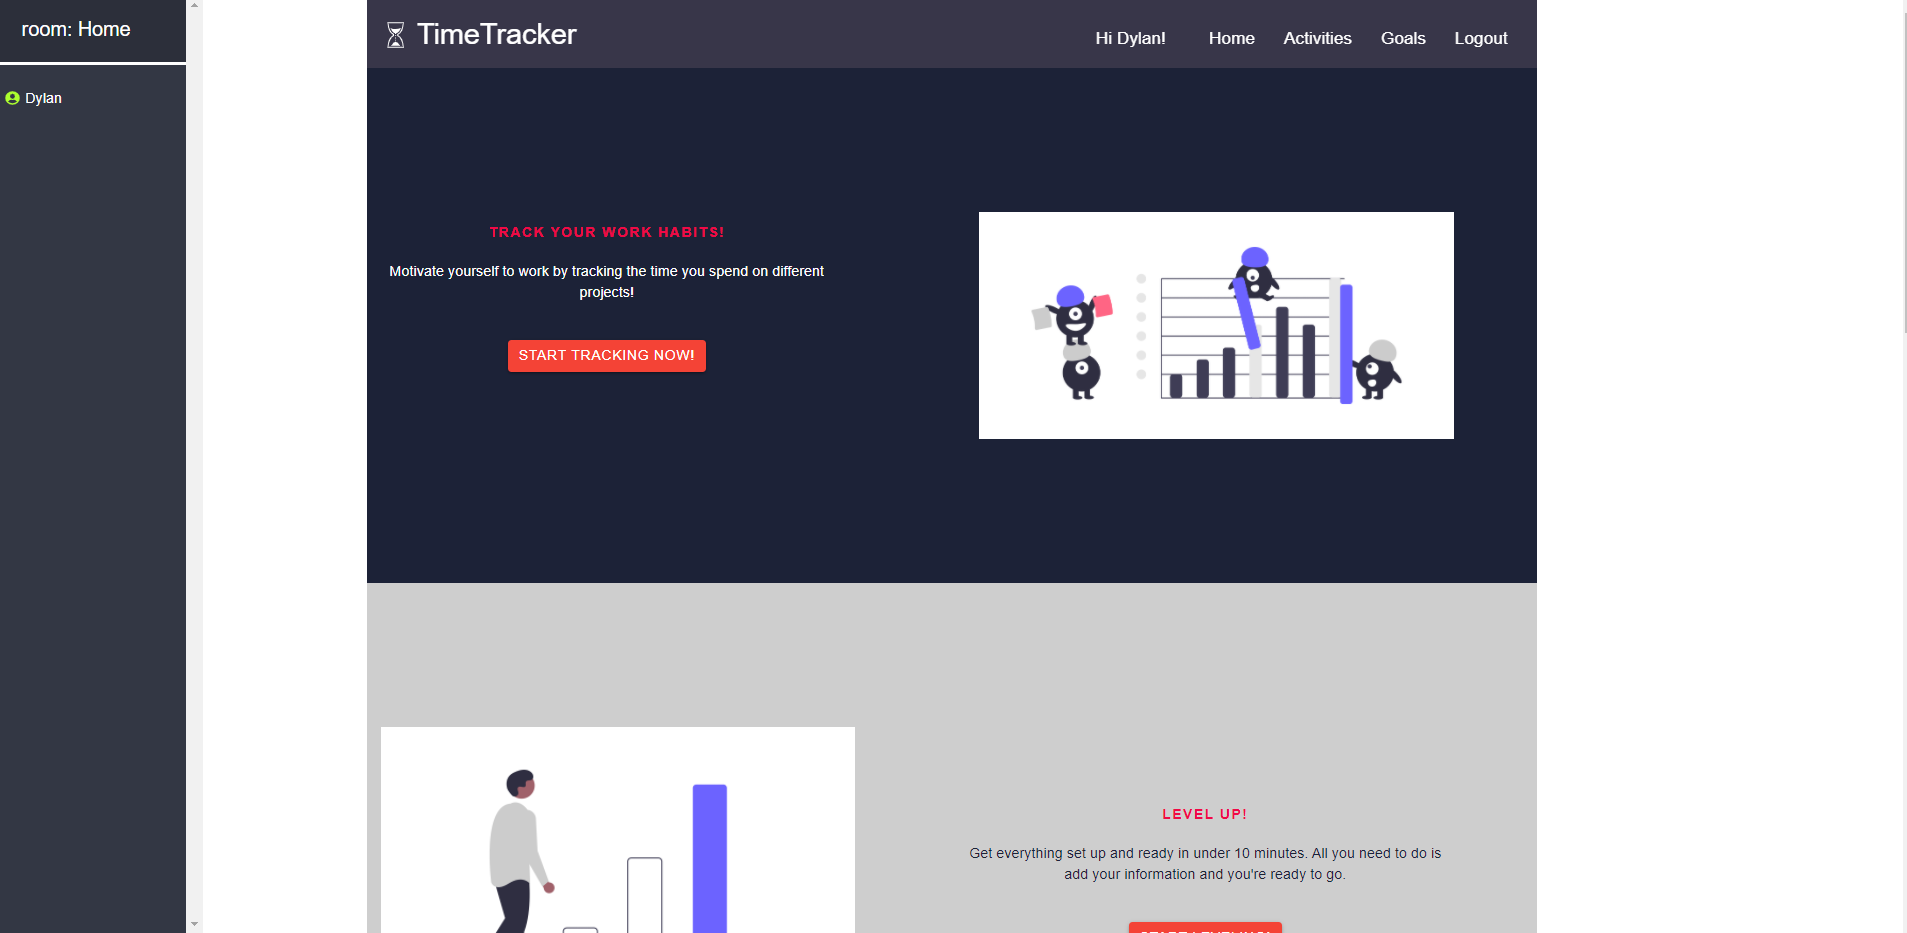 room: Home
Dylan
TimeTracker
Hi Dylan!
Home
Activities
Goals
Logout
TRACK YOUR WORK HABITS!
Motivate yourself to work by tracking the time you spend on different
projects!
START TRACKING NOW!
LEVEL UP!
Get everything set up and ready in under 10 minutes. All you need to do is
add your information and you're ready to go.